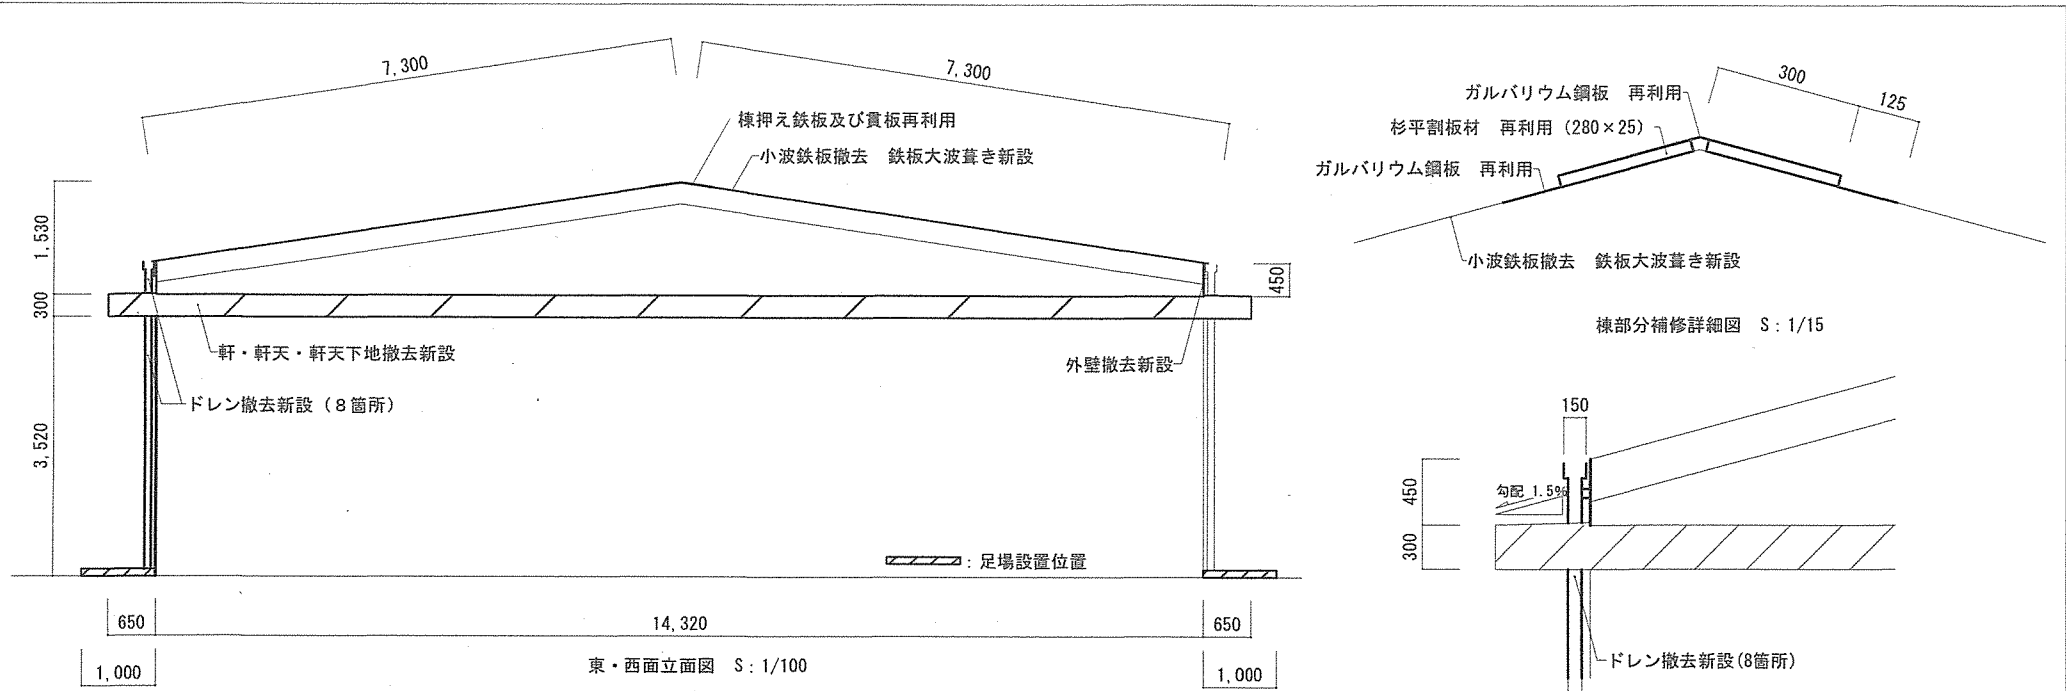 7,300
7,300
棟押え鉄板及び貫板再利用
小波鉄板撤去　鉄板大波葺き新設
1,530
300
3,520
450
軒・軒天・軒天下地撤去新設
外壁撤去新設
ドレン撤去新設（８箇所）
：足場設置位置
650
14,320
650
1,000
東・西面立面図　S：1/100
1,000
300
125
ガルバリウム鋼板　再利用
杉平割板材　再利用（280×25）
ガルバリウム鋼板　再利用
小波鉄板撤去　鉄板大波葺き新設
棟部分補修詳細図　S：1/15
150
450
勾配 1.5%
300
ドレン撤去新設(8箇所)